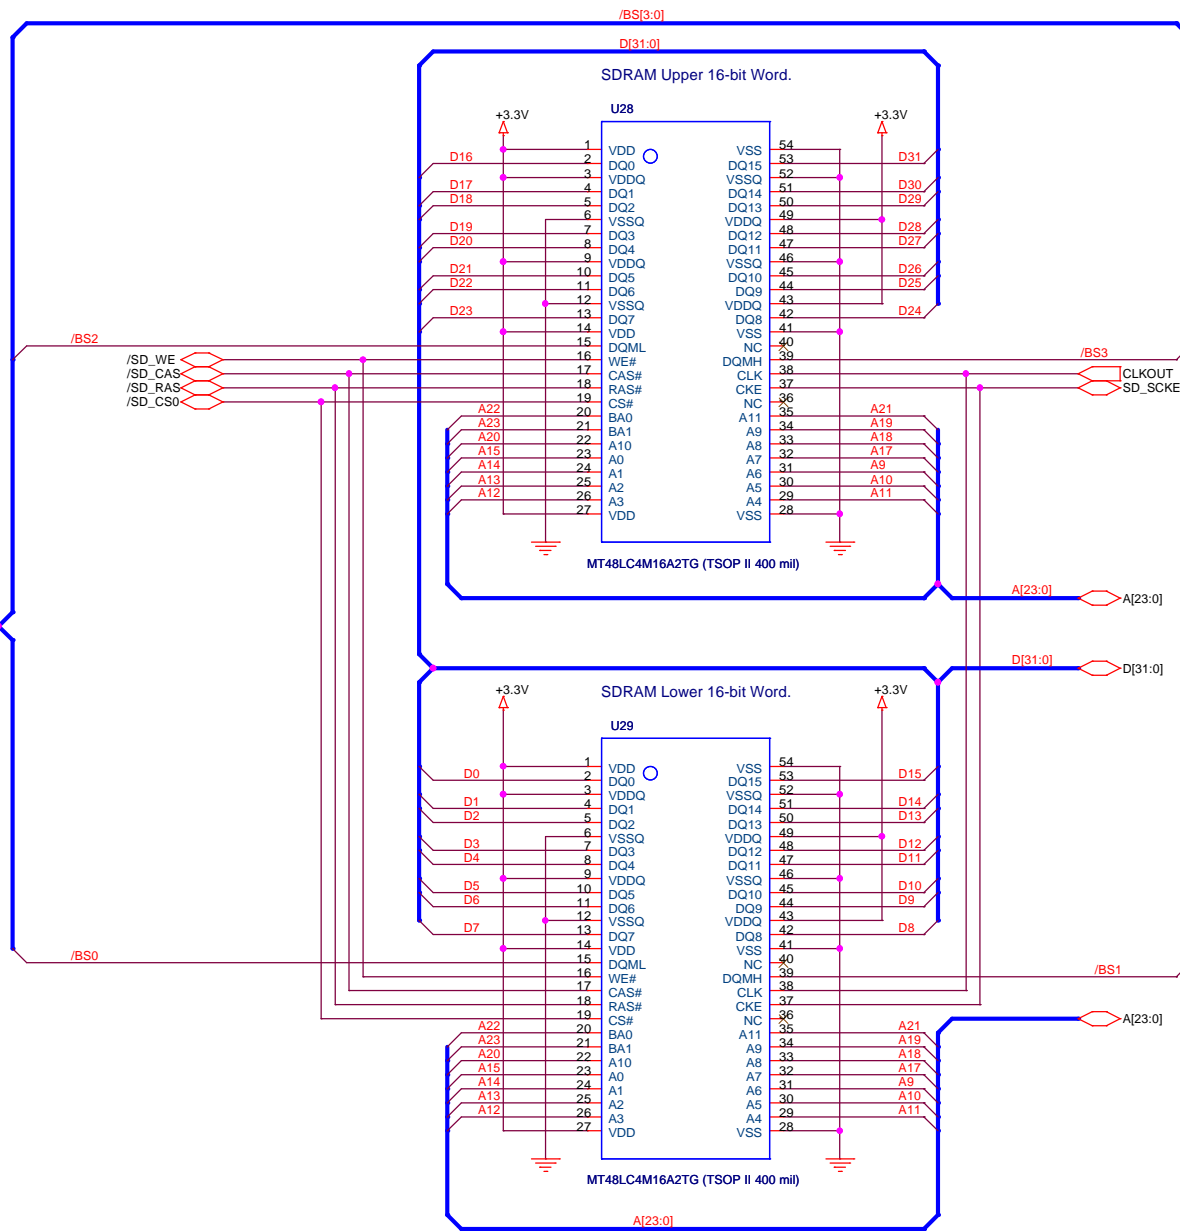 /BS[3:0]
D[31:0]
SDRAM Upper 16-bit Word.
U28
+3.3V +3.3V
1 VDD VSS 54
D16 2 DQ0 DQ15 53 D31
3 VDDQ VSSQ 52
D17 4 DQ1 DQ14 51 D30
D18 5 DQ2 DQ13 50 D29
6 VSSQ VDDQ 49
D19 7 DQ3 DQ12 48 D28
D20 8 DQ4 DQ11 47 D27
9 VDDQ VSSQ 46
D21 10 DQ5 DQ10 45 D26
D22 11 DQ6 DQ9 44 D25
12 VSSQ VDDQ 43
D23 13 DQ7 DQ8 42 D24
14 VDD VSS 41
/BS2 15 DQML NC 40
/SD_WE 16 WE# DQMH 39 /BS3
/SD_CAS 17 CAS# CLK 38 CLKOUT
/SD_RAS 18 RAS# CKE 37 SD_SCKE
/SD_CS0 19 CS# NC 36
A22 20 BA0 A11 35 A21
A23 21 BA1 A9 34 A19
A20 22 A10 A8 33 A18
A15 23 A0 A7 32 A17
A14 24 A1 A6 31 A9
A13 25 A2 A5 30 A10
A12 26 A3 A4 29 A11
27 VDD VSS 28
MT48LC4M16A2TG (TSOP II 400 mil)
A[23:0] A[23:0]
D[31:0] D[31:0]
SDRAM Lower 16-bit Word.
U29
+3.3V +3.3V
1 VDD VSS 54
D0 2 DQ0 DQ15 53 D15
3 VDDQ VSSQ 52
D1 4 DQ1 DQ14 51 D14
D2 5 DQ2 DQ13 50 D13
6 VSSQ VDDQ 49
D3 7 DQ3 DQ12 48 D12
D4 8 DQ4 DQ11 47 D11
9 VDDQ VSSQ 46
D5 10 DQ5 DQ10 45 D10
D6 11 DQ6 DQ9 44 D9
12 VSSQ VDDQ 43
D7 13 DQ7 DQ8 42 D8
14 VDD VSS 41
/BS0 15 DQML NC 40
16 WE# DQMH 39 /BS1
17 CAS# CLK 38
18 RAS# CKE 37
19 CS# NC 36 A[23:0]
A22 20 BA0 A11 35 A21
A23 21 BA1 A9 34 A19
A20 22 A10 A8 33 A18
A15 23 A0 A7 32 A17
A14 24 A1 A6 31 A9
A13 25 A2 A5 30 A10
A12 26 A3 A4 29 A11
27 VDD VSS 28
MT48LC4M16A2TG (TSOP II 400 mil)
A[23:0]